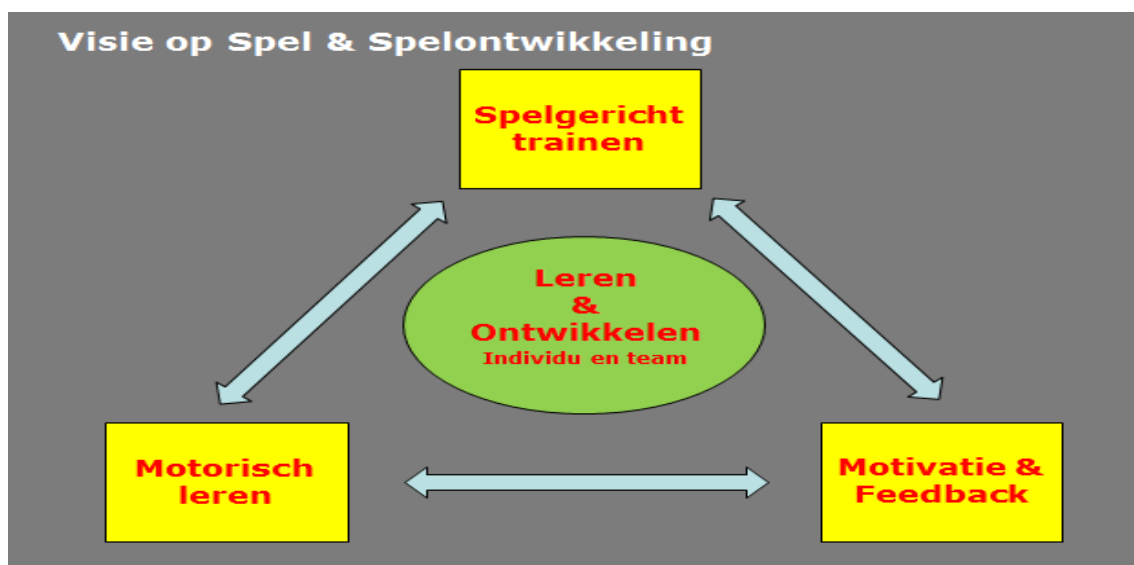 Visie op Spel & Spelontwikkeling
Spelgericht
trainen
Leren
&
Ontwikkelen
Individu en team
Motorisch
leren
Motivatie &
Feedback